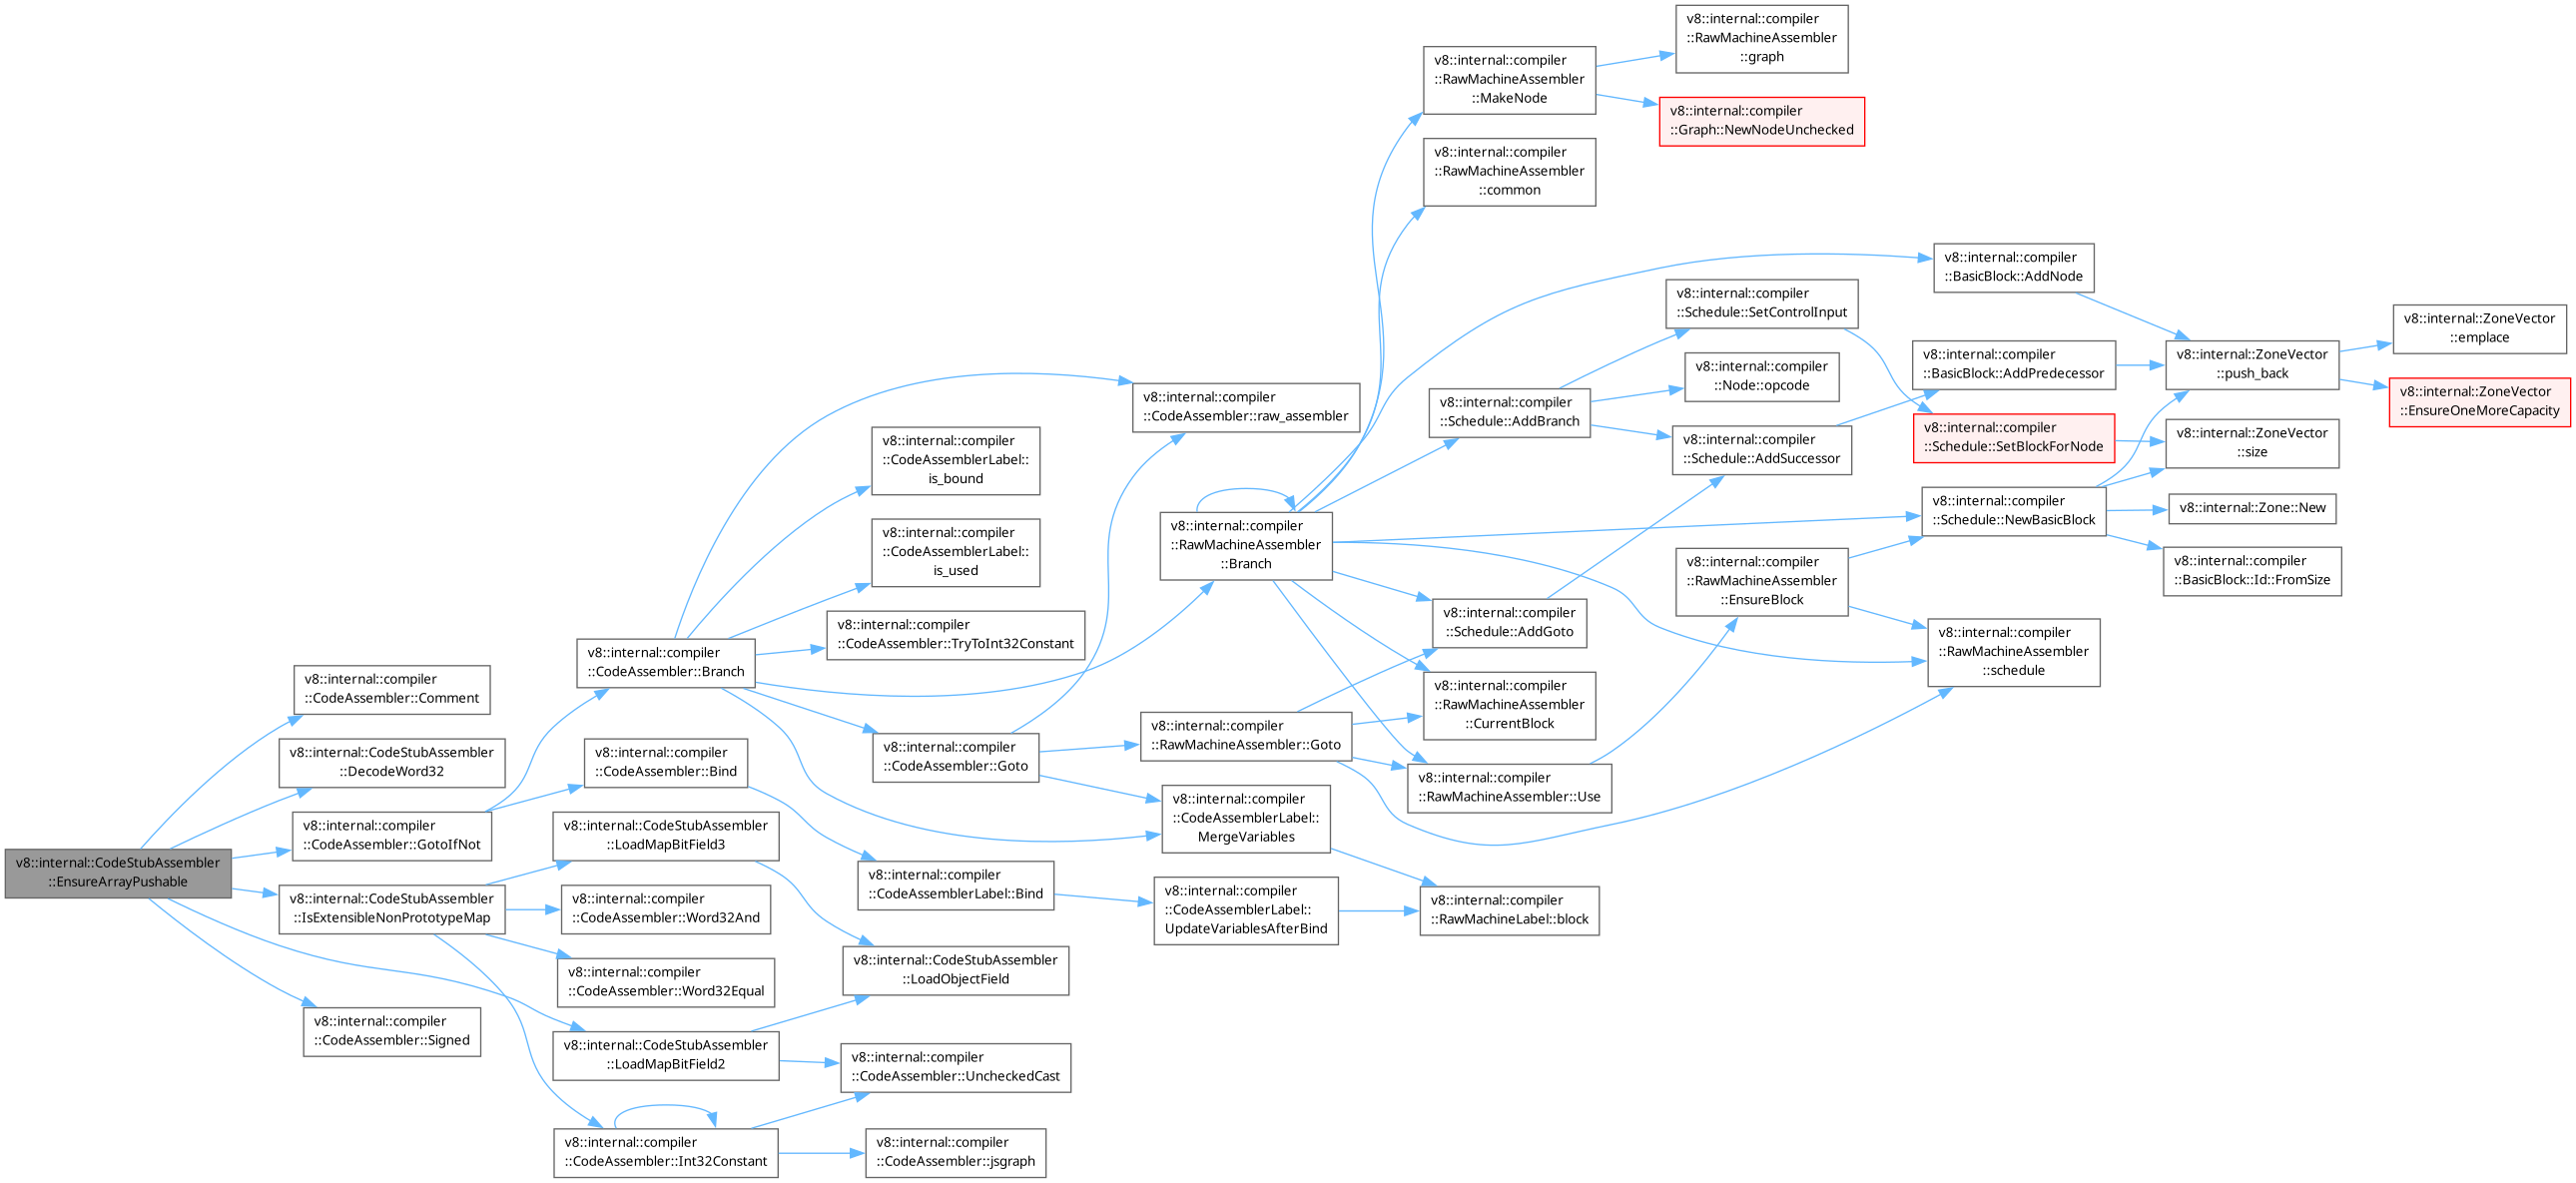 v8::internal::CodeStubAssembler
::EnsureArrayPushable
v8::internal::compiler
::CodeAssembler::Comment
v8::internal::CodeStubAssembler
::DecodeWord32
v8::internal::compiler
::CodeAssembler::GotoIfNot
v8::internal::CodeStubAssembler
::IsExtensibleNonPrototypeMap
v8::internal::compiler
::CodeAssembler::Signed
v8::internal::compiler
::CodeAssembler::Branch
v8::internal::compiler
::CodeAssembler::Bind
v8::internal::CodeStubAssembler
::LoadMapBitField3
v8::internal::compiler
::CodeAssembler::Word32And
v8::internal::compiler
::CodeAssembler::Word32Equal
v8::internal::CodeStubAssembler
::LoadMapBitField2
v8::internal::compiler
::CodeAssembler::Int32Constant
v8::internal::compiler
::CodeAssemblerLabel::
is_bound
v8::internal::compiler
::CodeAssemblerLabel::
is_used
v8::internal::compiler
::CodeAssembler::TryToInt32Constant
v8::internal::compiler
::CodeAssembler::Goto
v8::internal::compiler
::CodeAssemblerLabel::Bind
v8::internal::CodeStubAssembler
::LoadObjectField
v8::internal::compiler
::CodeAssembler::UncheckedCast
v8::internal::compiler
::CodeAssembler::jsgraph
v8::internal::compiler
::CodeAssembler::raw_assembler
v8::internal::compiler
::RawMachineAssembler
::Branch
v8::internal::compiler
::RawMachineAssembler::Goto
v8::internal::compiler
::CodeAssemblerLabel::
MergeVariables
v8::internal::compiler
::CodeAssemblerLabel::
UpdateVariablesAfterBind
v8::internal::compiler
::RawMachineAssembler
::MakeNode
v8::internal::compiler
::RawMachineAssembler
::common
v8::internal::compiler
::Schedule::AddBranch
v8::internal::compiler
::Schedule::AddGoto
v8::internal::compiler
::RawMachineAssembler
::CurrentBlock
v8::internal::compiler
::RawMachineAssembler::Use
v8::internal::compiler
::RawMachineLabel::block
v8::internal::compiler
::RawMachineAssembler
::graph
v8::internal::compiler
::Graph::NewNodeUnchecked
v8::internal::compiler
::Schedule::SetControlInput
v8::internal::compiler
::Node::opcode
v8::internal::compiler
::Schedule::AddSuccessor
v8::internal::compiler
::RawMachineAssembler
::EnsureBlock
v8::internal::compiler
::BasicBlock::AddNode
v8::internal::compiler
::BasicBlock::AddPredecessor
v8::internal::compiler
::Schedule::SetBlockForNode
v8::internal::compiler
::Schedule::NewBasicBlock
v8::internal::compiler
::RawMachineAssembler
::schedule
v8::internal::ZoneVector
::push_back
v8::internal::ZoneVector
::size
v8::internal::Zone::New
v8::internal::compiler
::BasicBlock::Id::FromSize
v8::internal::ZoneVector
::emplace
v8::internal::ZoneVector
::EnsureOneMoreCapacity